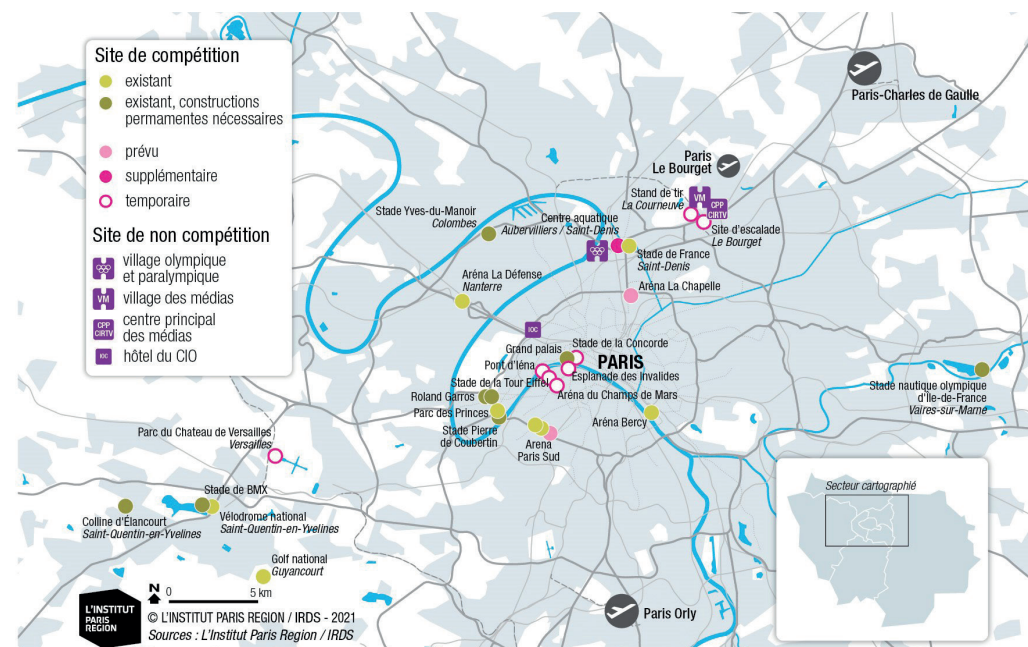 Site de compétition
existant
existant, constructions
permamentes nécessaires
prévu
supplémentaire
temporaire
Site de non compétition
village olympique
et paralympique
VM
village des médias
CPP
CIRTV
centre principal
des médias
IOC
hôtel du CIO
Paris-Charles de Gaulle
Paris
Le Bourget
Stand de tir
La Courneuve
VM
CPP
CIRTV
Site d'escalade
Le Bourget
Stade Yves-du-Manoir
Colombes
Centre aquatique
Aubervilliers / Saint-Denis
Stade de France
Saint-Denis
Aréna La Défense
Nanterre
Aréna La Chapelle
IOC
Stade de la Concorde
Grand palais
PARIS
Pont d'Iéna
Esplanade des Invalides
Stade de la Tour Eiffel
Aréna du Champs de Mars
Roland Garros
Parc des Princes
Stade Pierre
de Coubertin
Arena
Paris Sud
Aréna Bercy
Stade nautique olympique
d'Île-de-France
Vaires-sur-Marne
Parc du Chateau de Versailles
Versailles
Stade de BMX
Colline d'Élancourt
Saint-Quentin-en-Yvelines
Vélodrome national
Saint-Quentin-en-Yvelines
Golf national
Guyancourt
Secteur cartographié
Paris Orly
N
0
5 km
L'INSTITUT
PARIS
REGION
© L'INSTITUT PARIS REGION / IRDS - 2021
Sources : L'Institut Paris Region / IRDS